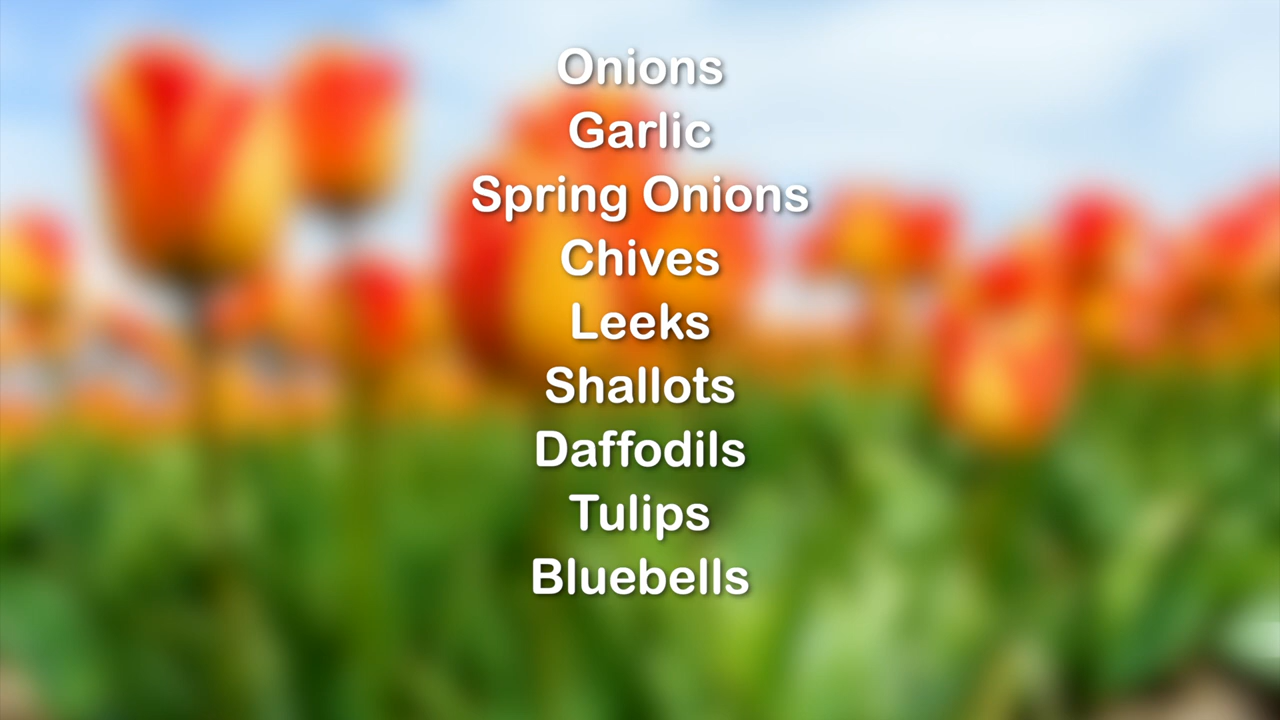 Onions
Garlic
Spring Onions
Chives
Leeks
Shallots
Daffodils
Tulips
Bluebells